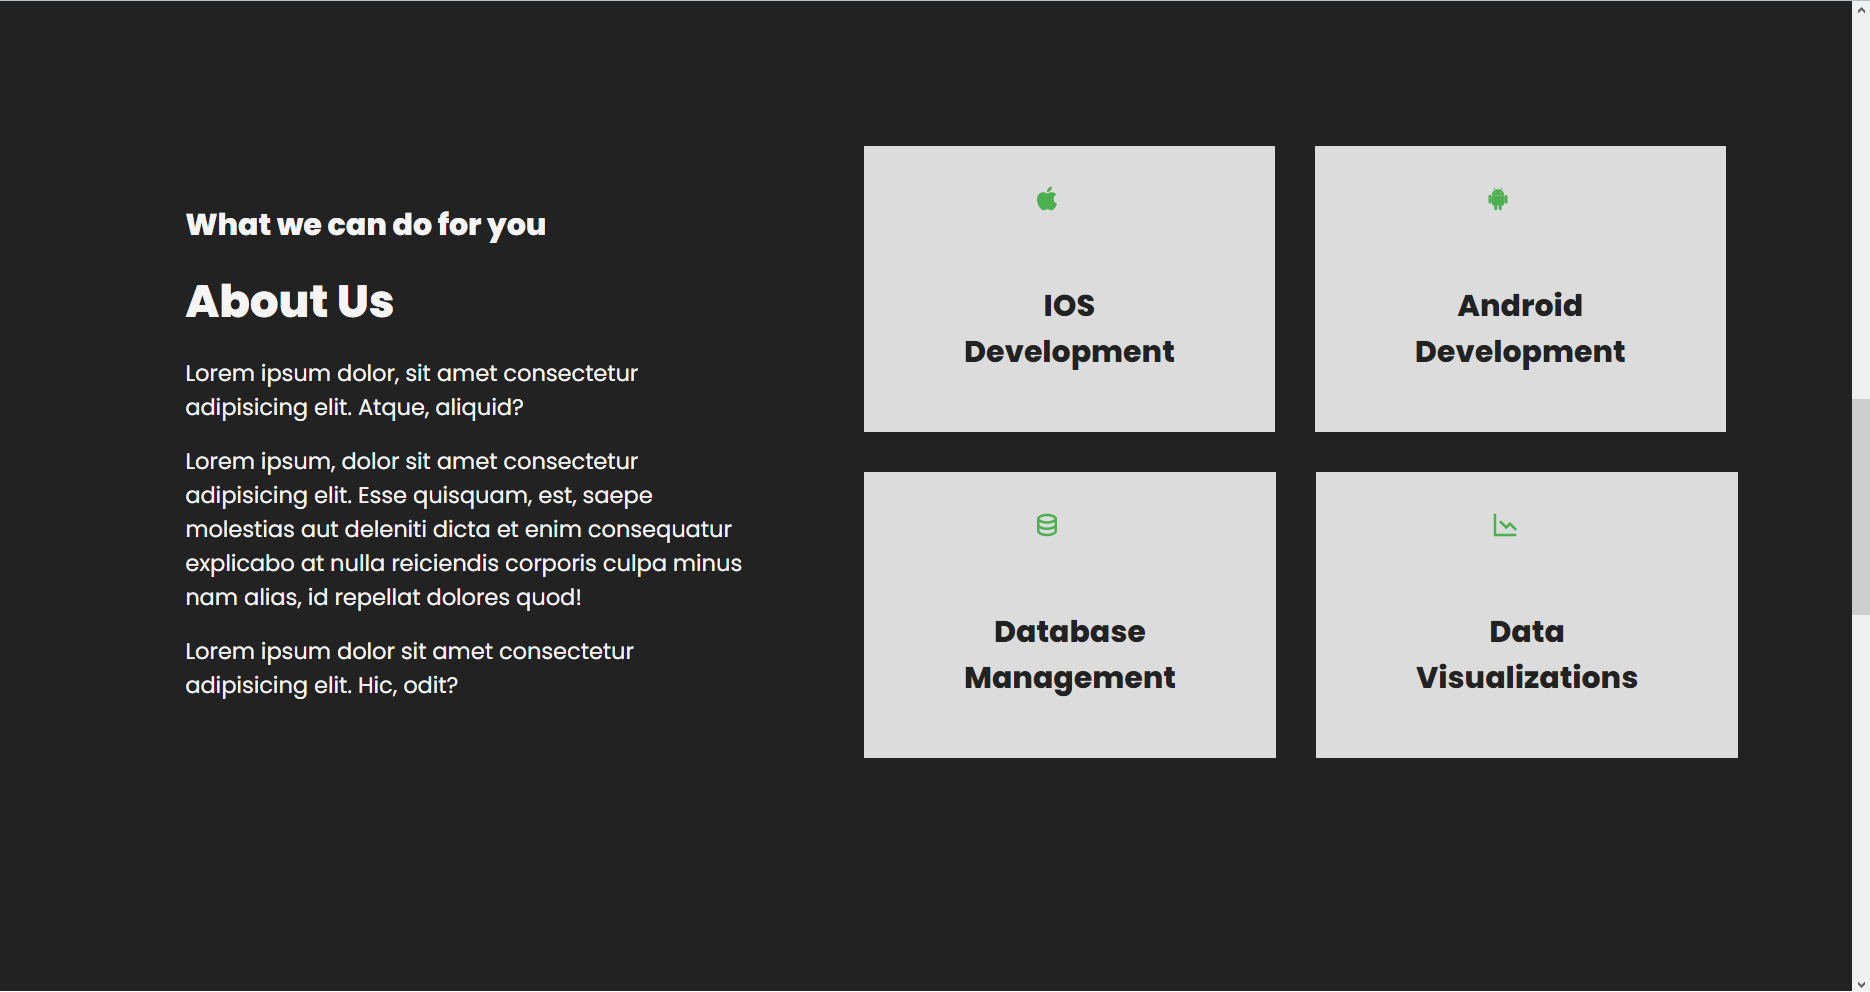 What we can do for you
About Us
Lorem ipsum dolor, sit amet consectetur
adipisicing elit. Atque, aliquid?
Lorem ipsum, dolor sit amet consectetur
adipisicing elit. Esse quisquam, est, saepe
molestias aut deleniti dicta et enim consequatur
explicabo at nulla reiciendis corporis culpa minus
nam alias, id repellat dolores quod!
Lorem ipsum dolor sit amet consectetur
adipisicing elit. Hic, odit?
IOS
Development
Android
Development
Database
Management
Data
Visualizations